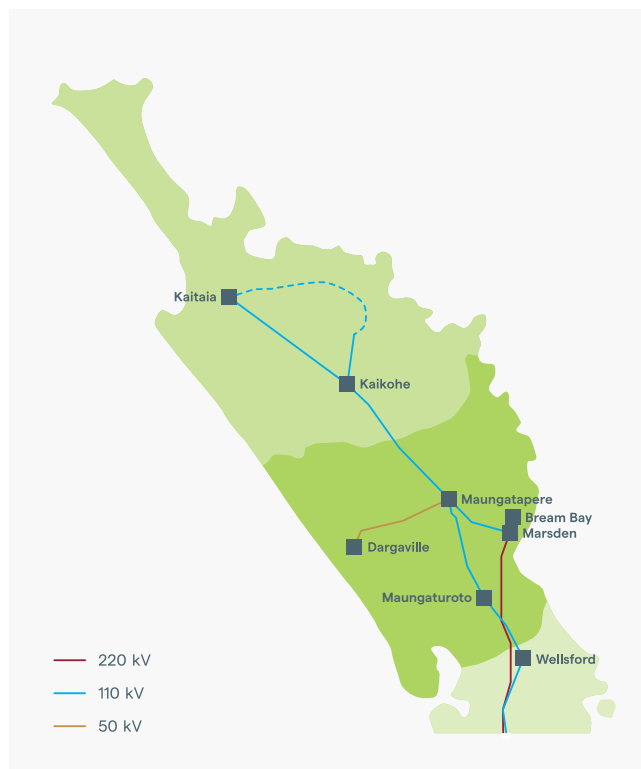 Kaitaia
Kaikohe
Maungatapere
Bream Bay
Marsden
Dargaville
Maungaturoto
Wellsford
220 kV
110 kV
50 kV